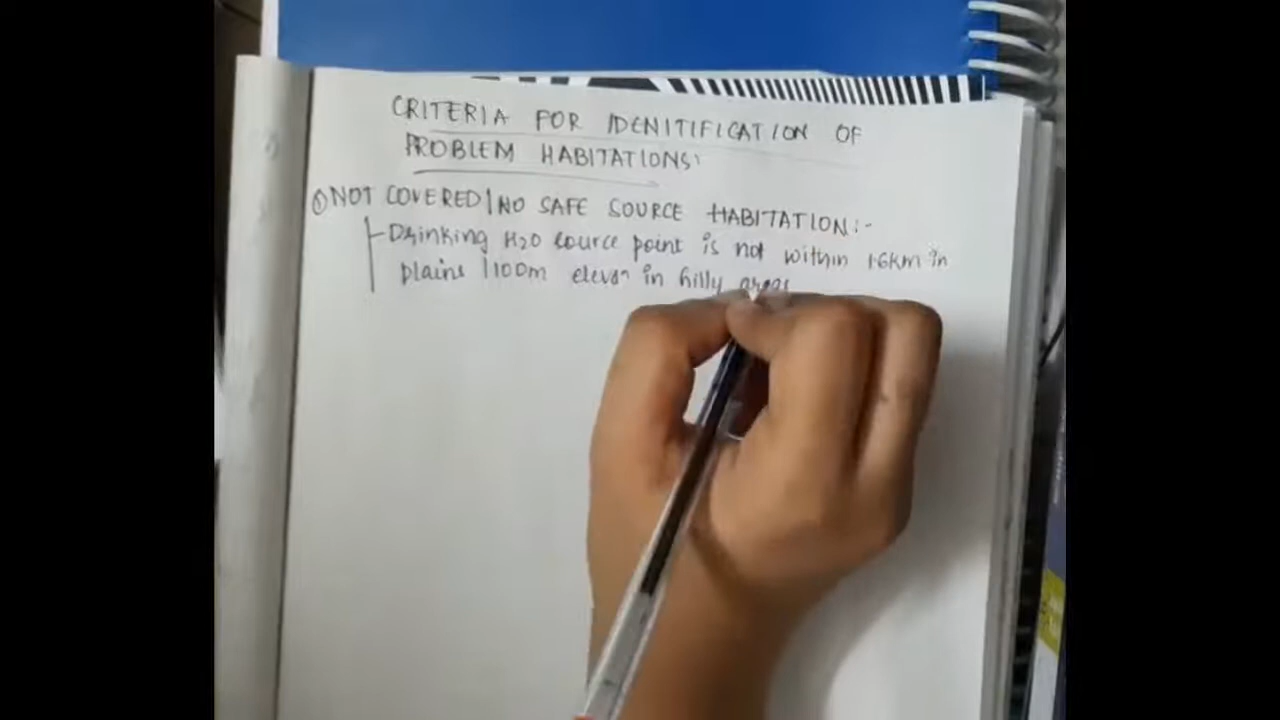 CRITERIA FOR IDENITIFICATION OF
PROBLEM HABITATIONS:
① NOT COVERED/NO SAFE SOURCE HABITATION:-
Drinking H2O source point is not within 1.6km in
plains /100m elevn in hilly areas